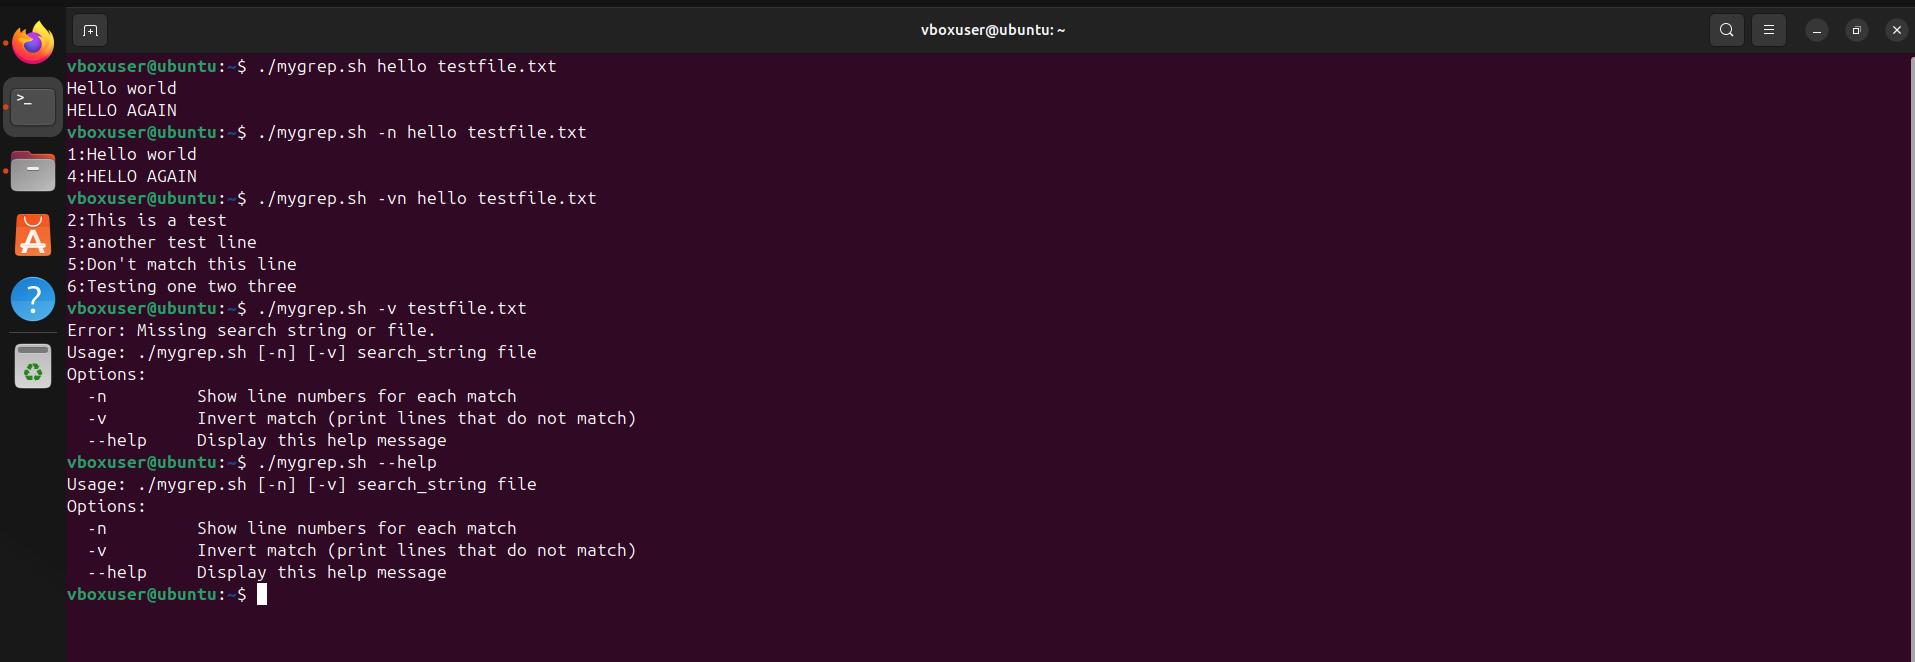 vboxuser@ubuntu: ~
vboxuser@ubuntu:~$ ./mygrep.sh hello testfile.txt
Hello world
HELLO AGAIN
vboxuser@ubuntu:~$ ./mygrep.sh -n hello testfile.txt
1:Hello world
4:HELLO AGAIN
vboxuser@ubuntu:~$ ./mygrep.sh -vn hello testfile.txt
2:This is a test
3:another test line
5:Don't match this line
6:Testing one two three
vboxuser@ubuntu:~$ ./mygrep.sh -v testfile.txt
Error: Missing search string or file.
Usage: ./mygrep.sh [-n] [-v] search_string file
Options:
  -n         Show line numbers for each match
  -v         Invert match (print lines that do not match)
  --help     Display this help message
vboxuser@ubuntu:~$ ./mygrep.sh --help
Usage: ./mygrep.sh [-n] [-v] search_string file
Options:
  -n         Show line numbers for each match
  -v         Invert match (print lines that do not match)
  --help     Display this help message
vboxuser@ubuntu:~$